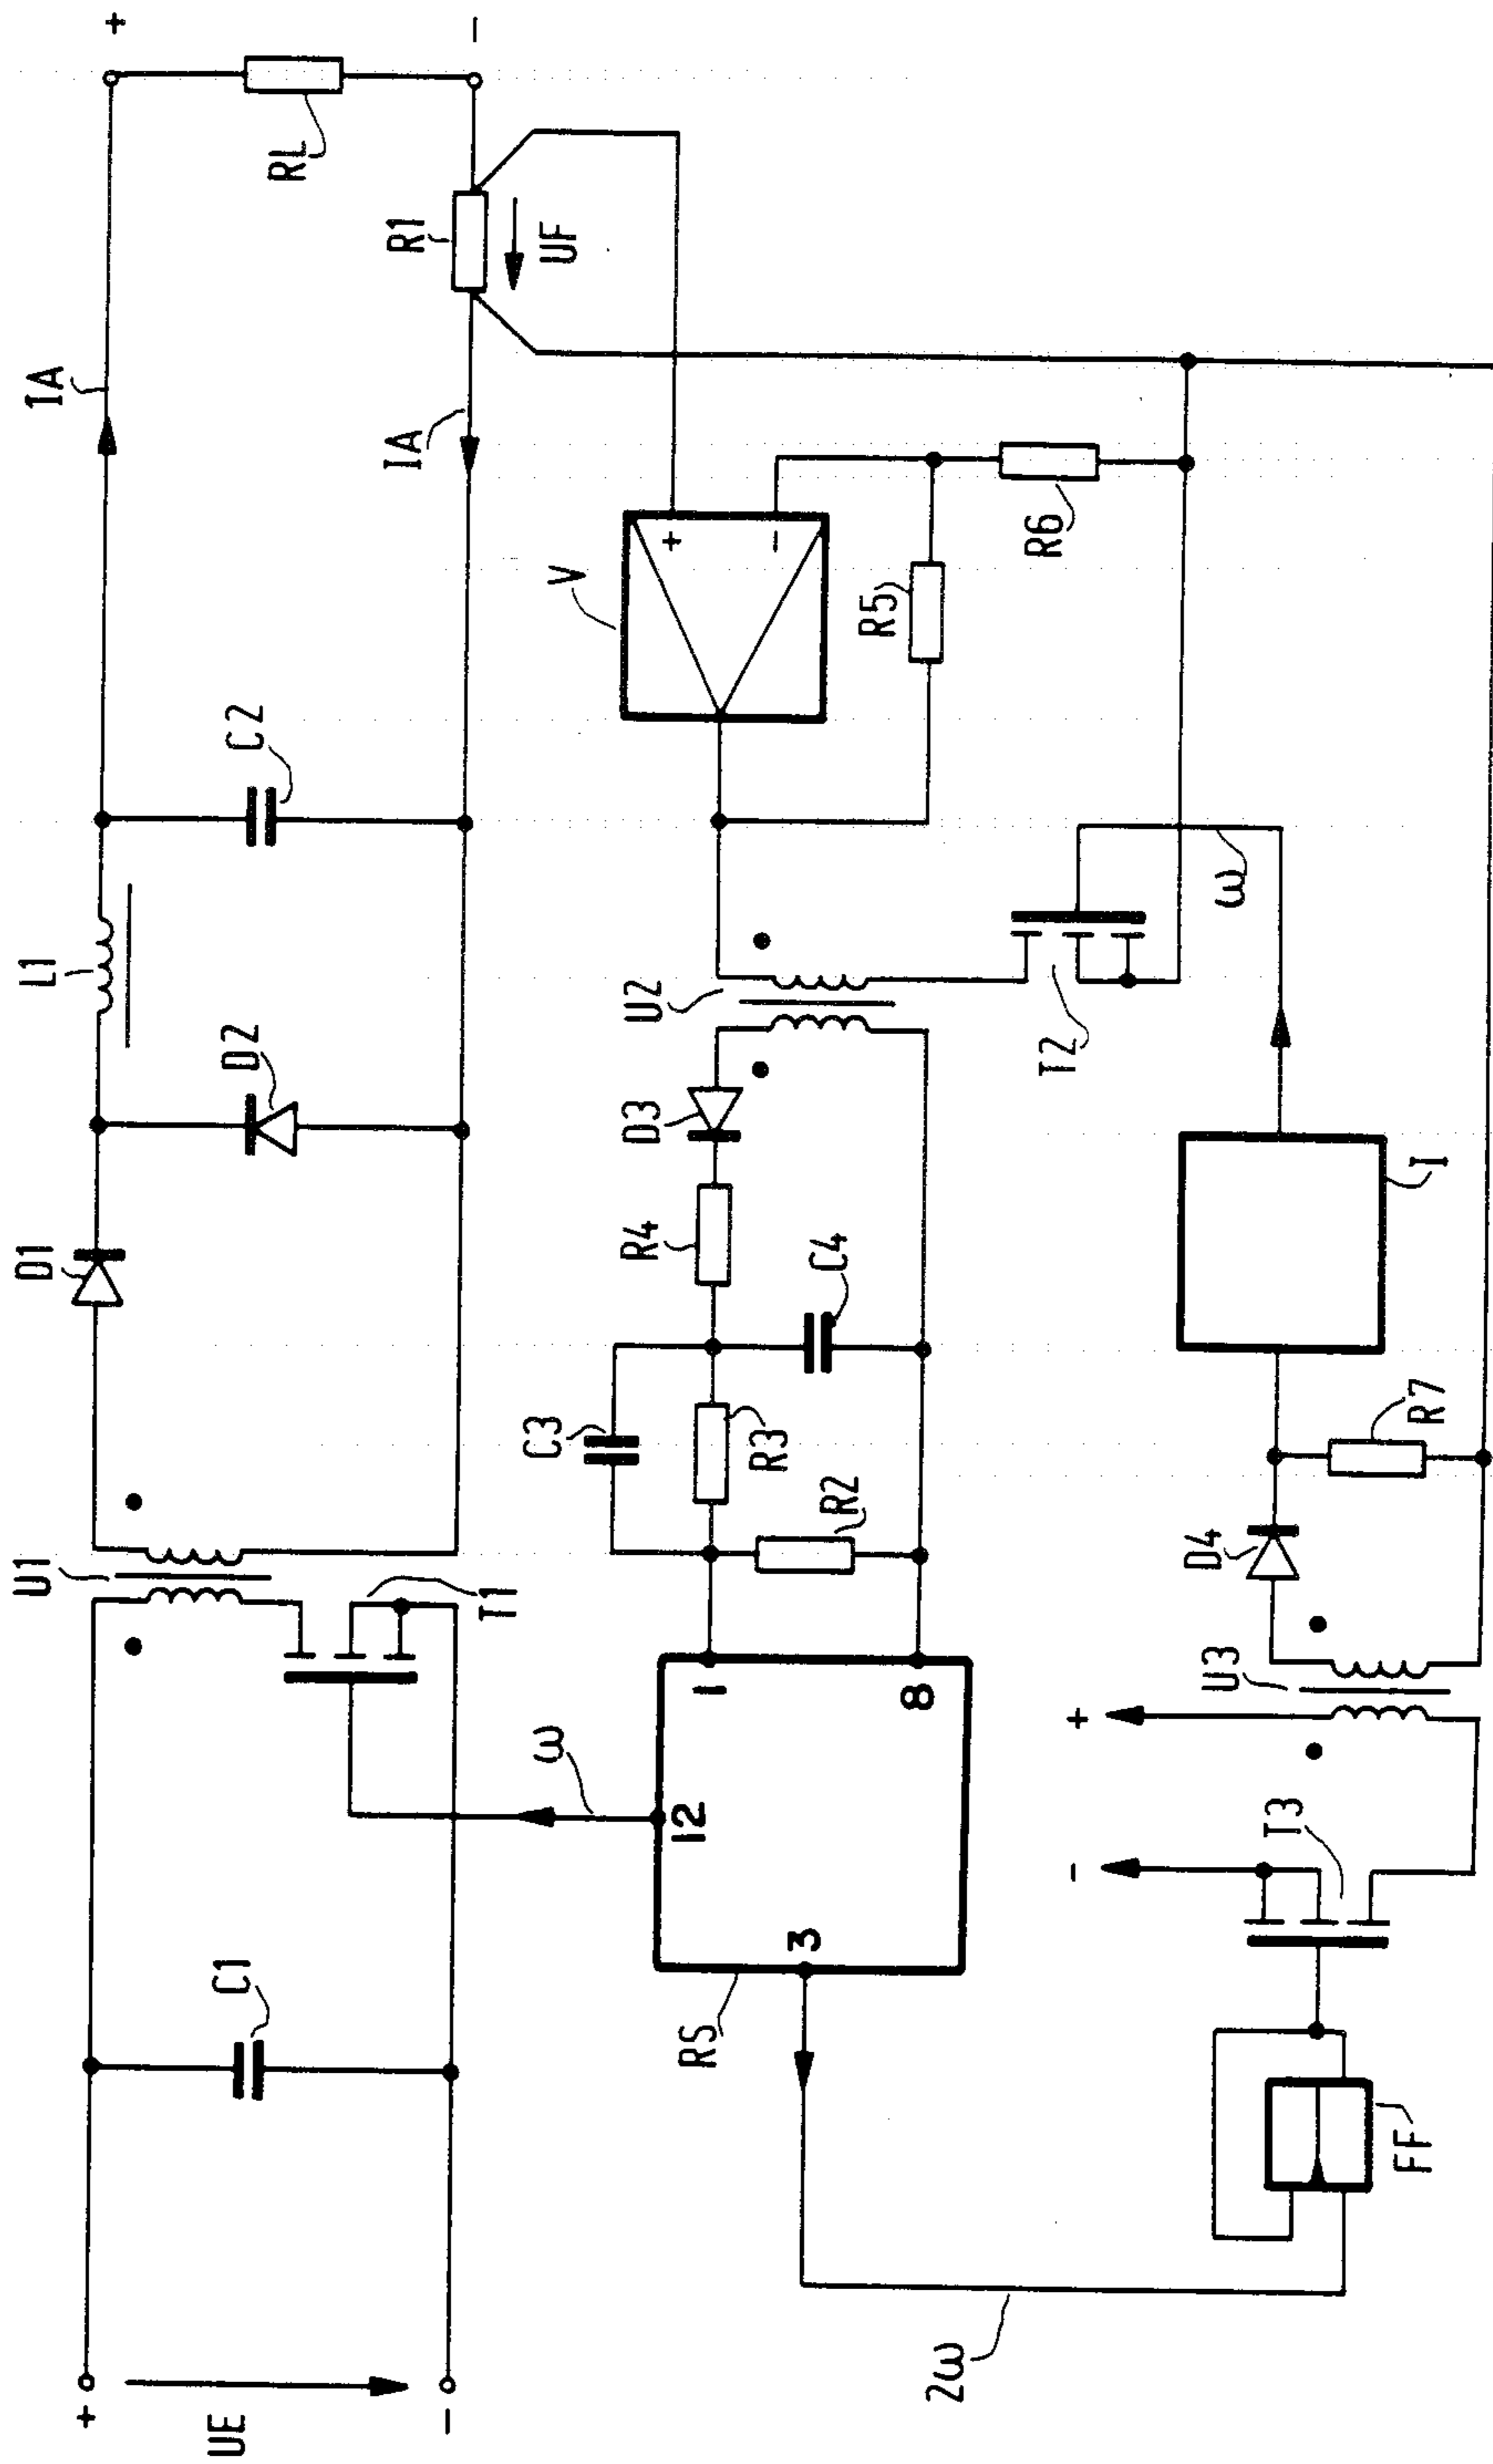 +
UE
-
C1
U1
T1
D1
D2
L1
C2
IA
IA
+
RL
-
R1
UF
ω
12
1
3
8
RS
C3
R3
R2
R4
C4
D3
U2
V
+
-
R5
R6
T2
ω
2ω
FF
-
+
T3
U3
D4
R7
I